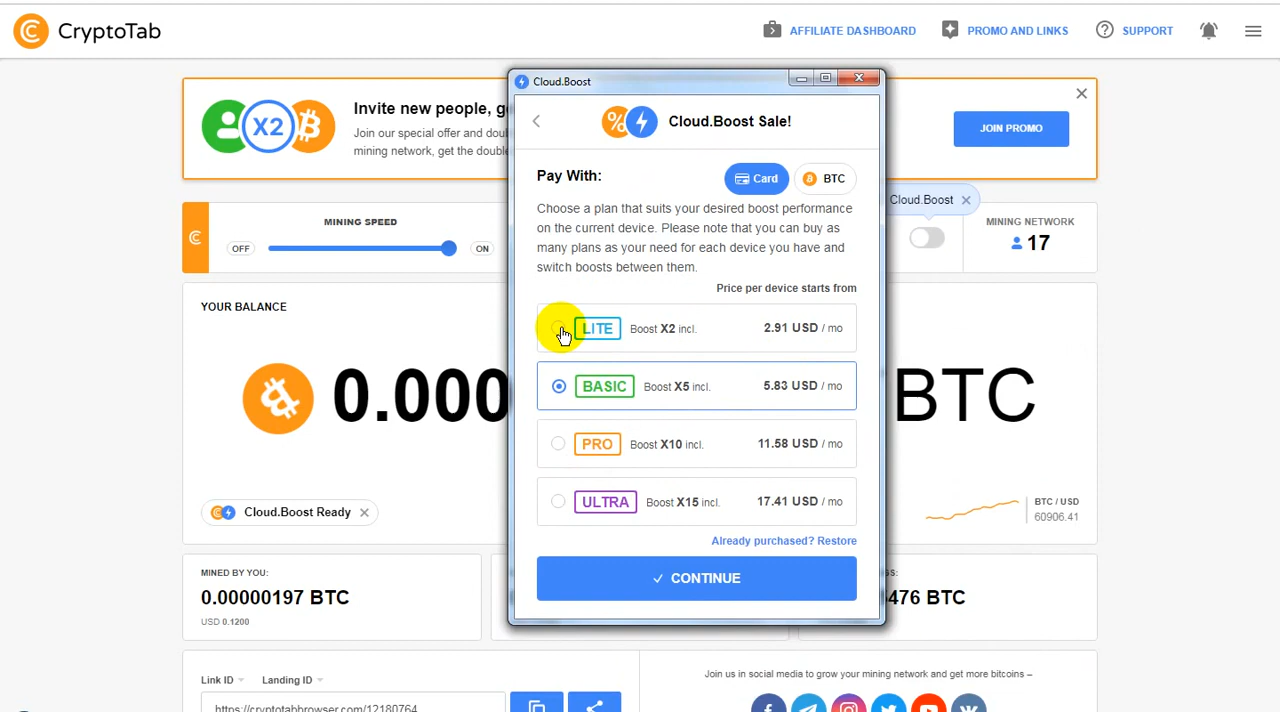 CryptoTab
AFFILIATE DASHBOARD
PROMO AND LINKS
SUPPORT
X2
Invite new people, g
Join our special offer and dou
mining network, get the double
JOIN PROMO
MINING SPEED
OFF
ON
Cloud.Boost
MINING NETWORK
17
YOUR BALANCE
0.000
BTC
Cloud.Boost Ready
BTC / USD
60906.41
MINED BY YOU:
0.00000197 BTC
USD 0.1200
GS:
476 BTC
Link ID
Landing ID
https://cryptotabbrowser.com/12180764
Join us in social media to grow your mining network and get more bitcoins –
Cloud.Boost
Cloud.Boost Sale!
Pay With:
Card
BTC
Choose a plan that suits your desired boost performance
on the current device. Please note that you can buy as
many plans as your need for each device you have and
switch boosts between them.
Price per device starts from
LITE Boost X2 incl. 2.91 USD / mo
BASIC Boost X5 incl. 5.83 USD / mo
PRO Boost X10 incl. 11.58 USD / mo
ULTRA Boost X15 incl. 17.41 USD / mo
Already purchased? Restore
CONTINUE